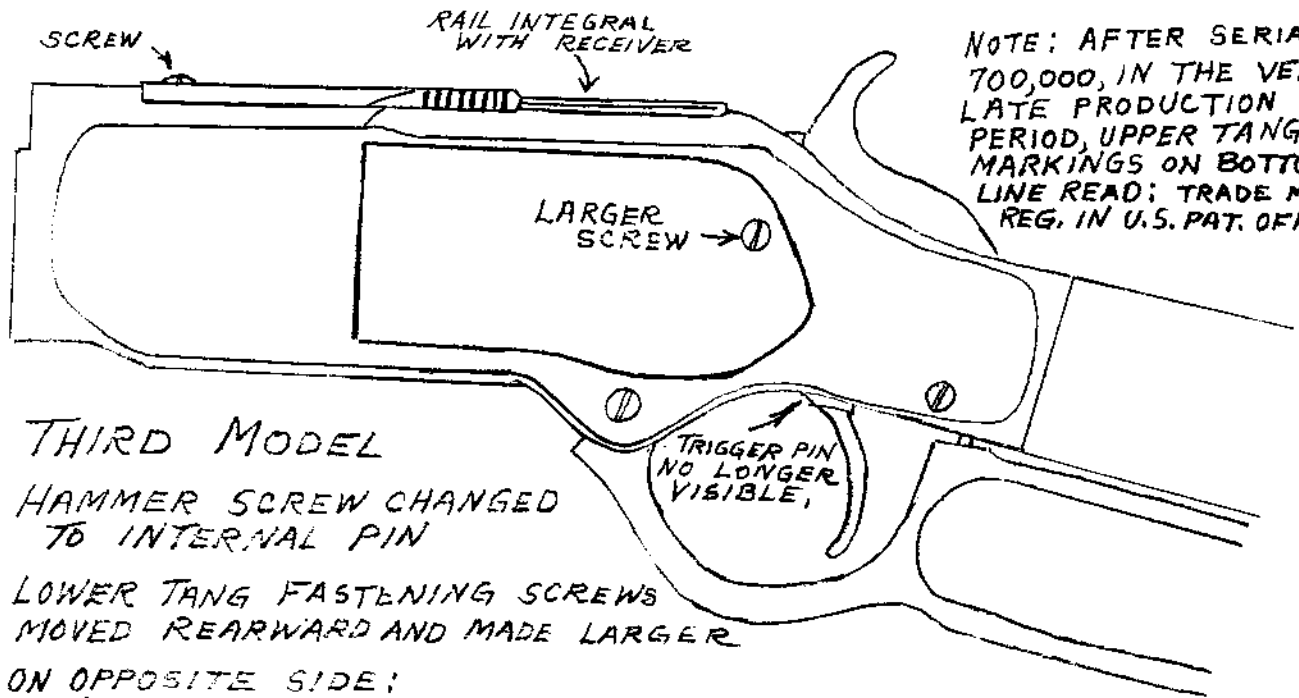 SCREW
RAIL INTEGRAL
WITH RECEIVER
NOTE: AFTER SERIA
700,000, IN THE VE
LATE PRODUCTION
PERIOD, UPPER TANG
MARKINGS ON BOTTO
LINE READ: TRADE M
REG. IN U.S. PAT. OF
LARGER
SCREW
TRIGGER PIN
NO LONGER
VISIBLE.
THIRD MODEL
HAMMER SCREW CHANGED
TO INTERNAL PIN
LOWER TANG FASTENING SCREWS
MOVED REARWARD AND MADE LARGER
ON OPPOSITE SIDE: